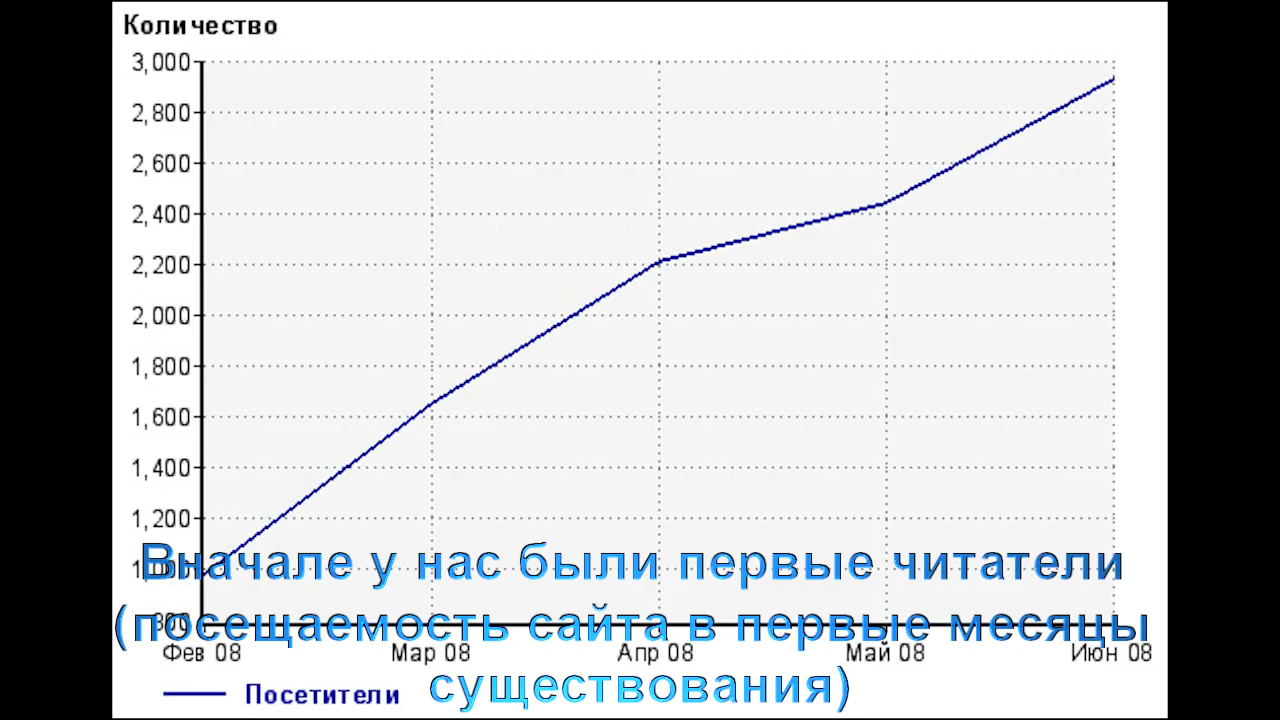 Количество
3,000
2,800
2,600
2,400
2,200
2,000
1,800
1,600
1,400
1,200
Вначале у нас были первые читатели
(посещаемость сайта в первые месяцы
существования)
Фев 08 Мар 08 Апр 08 Май 08 Июн 08
Посетители